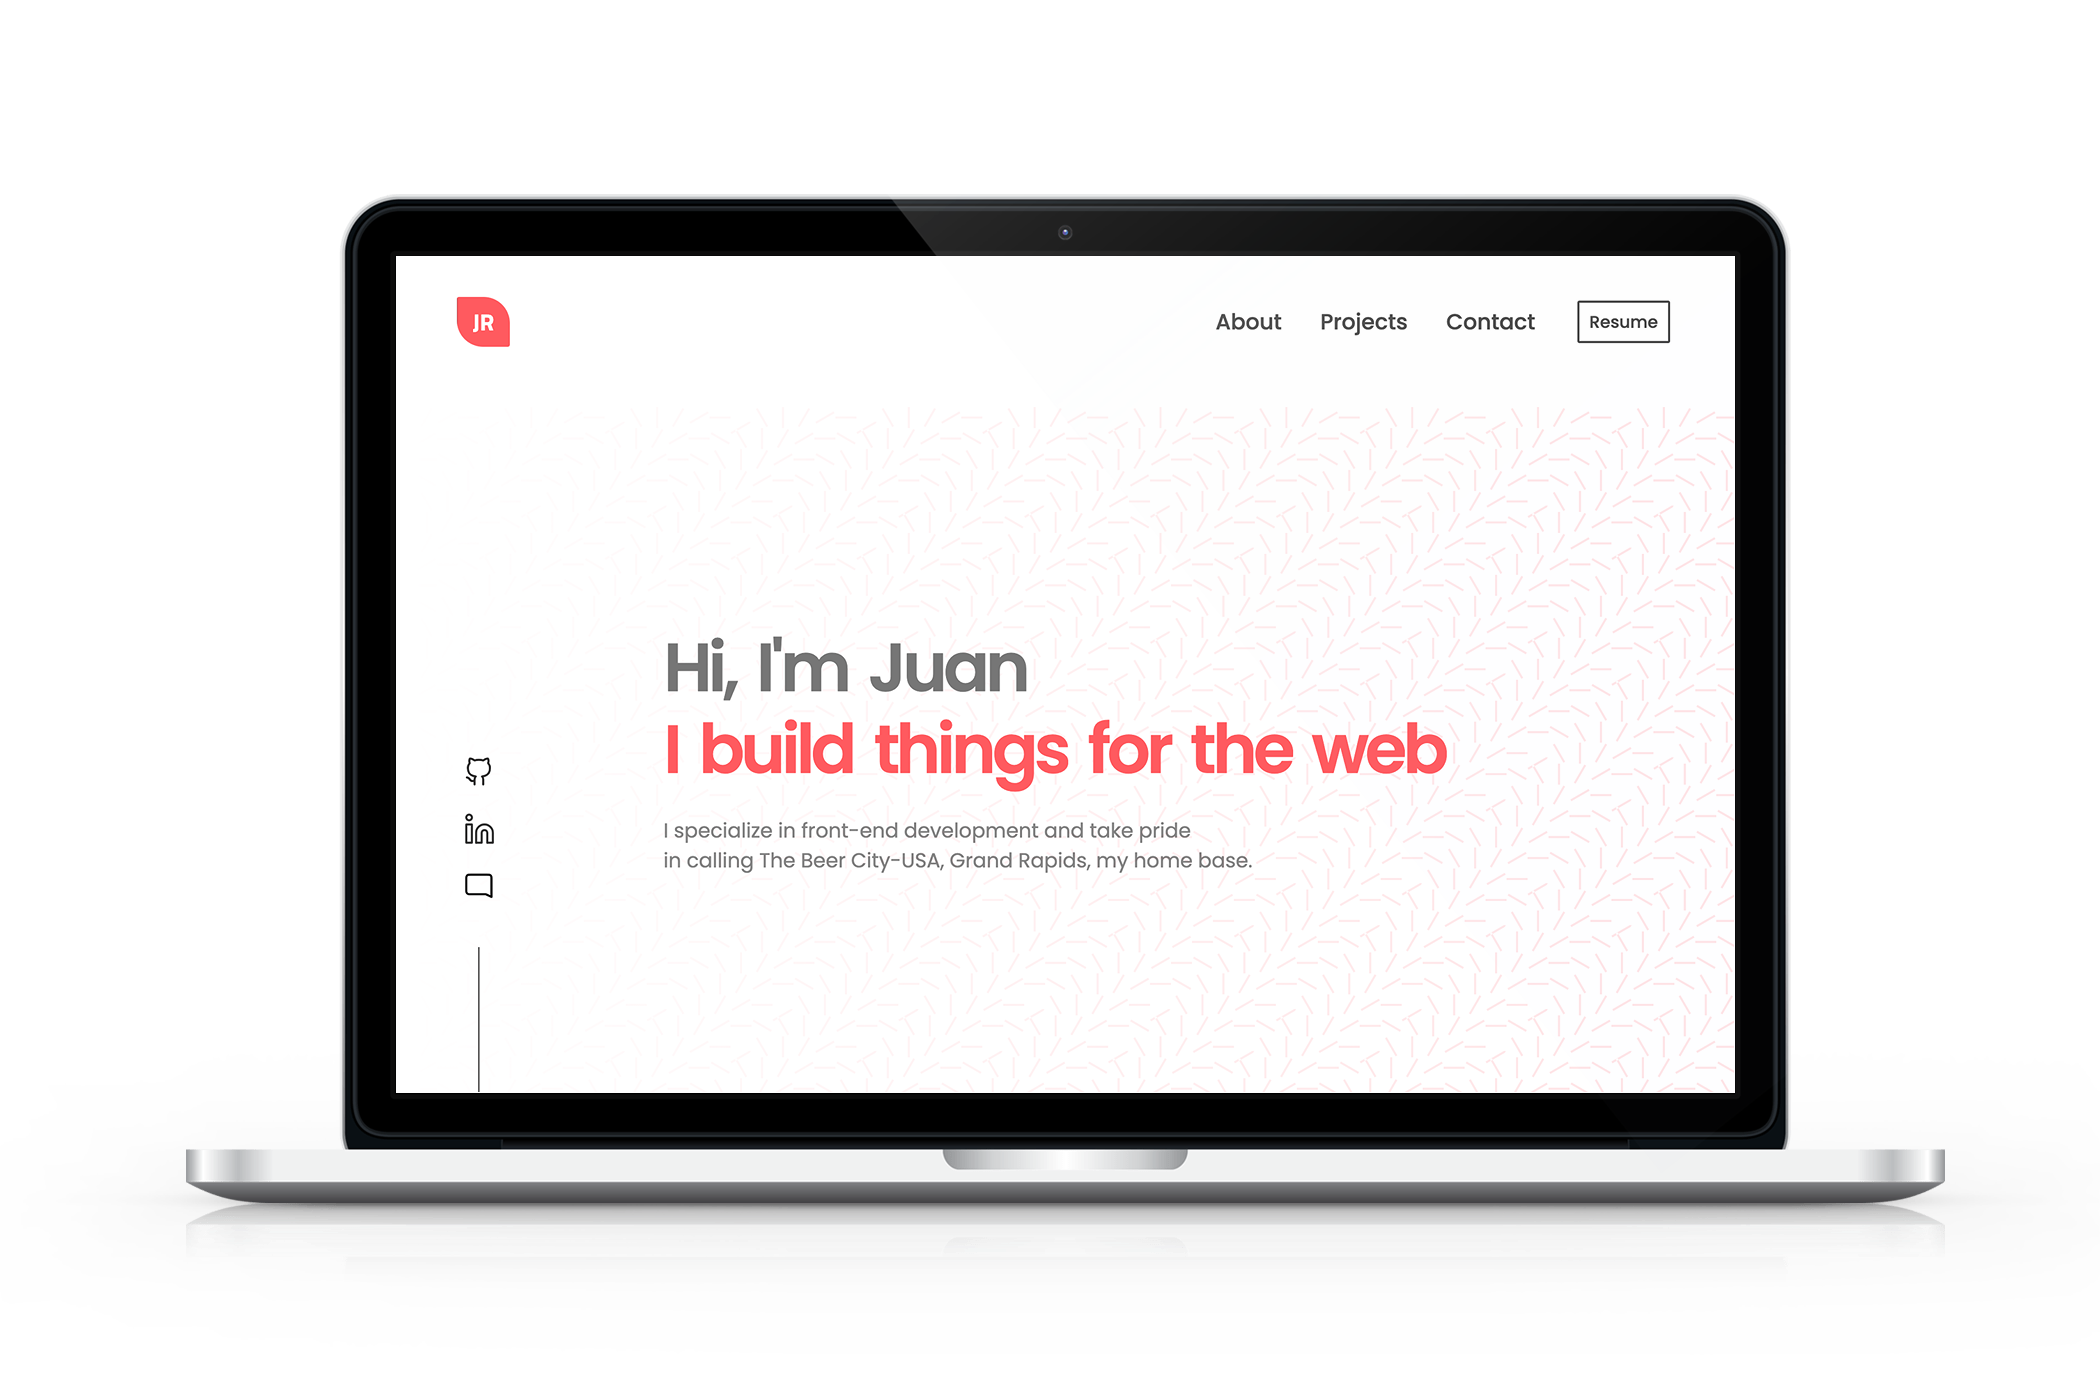 JR
About Projects Contact Resume
Hi, I'm Juan
I build things for the web
I specialize in front-end development and take pride
in calling The Beer City-USA, Grand Rapids, my home base.
in